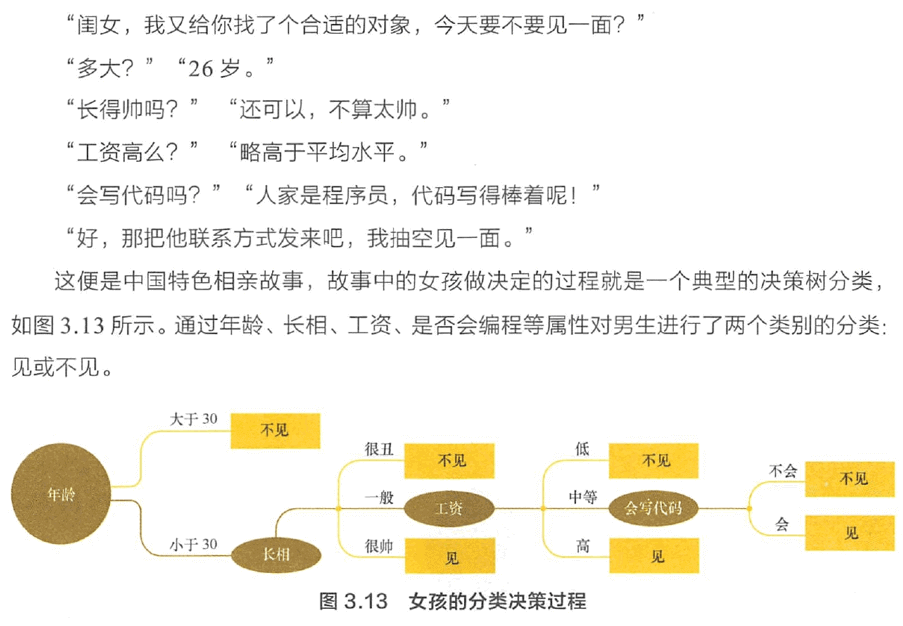 “闺女，我又给你找了个合适的对象，今天要不要见一面？”
“多大？”“26 岁。”
“长得帅吗？”“还可以，不算太帅。”
“工资高么？”“略高于平均水平。”
“会写代码吗？”“人家是程序员，代码写得棒着呢！”
“好，那把他联系方式发来吧，我抽空见一面。”
这便是中国特色相亲故事，故事中的女孩做决定的过程就是一个典型的决策树分类，
如图 3.13 所示。通过年龄、长相、工资、是否会编程等属性对男生进行了两个类别的分类：
见或不见。
年龄
大于 30
不见
小于 30
长相
很丑
不见
一般
工资
很帅
见
低
不见
中等
会写代码
高
见
不会
不见
会
见
图 3.13 女孩的分类决策过程